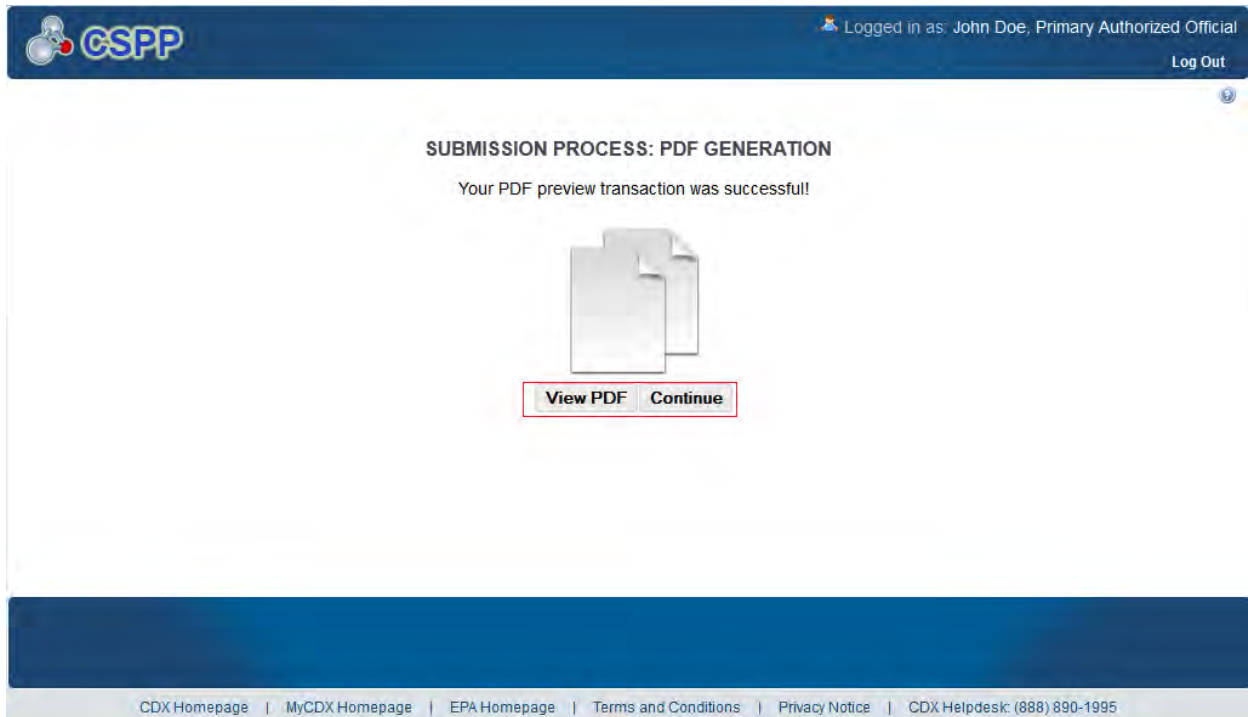 CSPP
Logged in as: John Doe, Primary Authorized Official
Log Out
SUBMISSION PROCESS: PDF GENERATION
Your PDF preview transaction was successful!
View PDF Continue
CDX Homepage | MyCDX Homepage | EPA Homepage | Terms and Conditions | Privacy Notice | CDX Helpdesk: (888) 890-1995